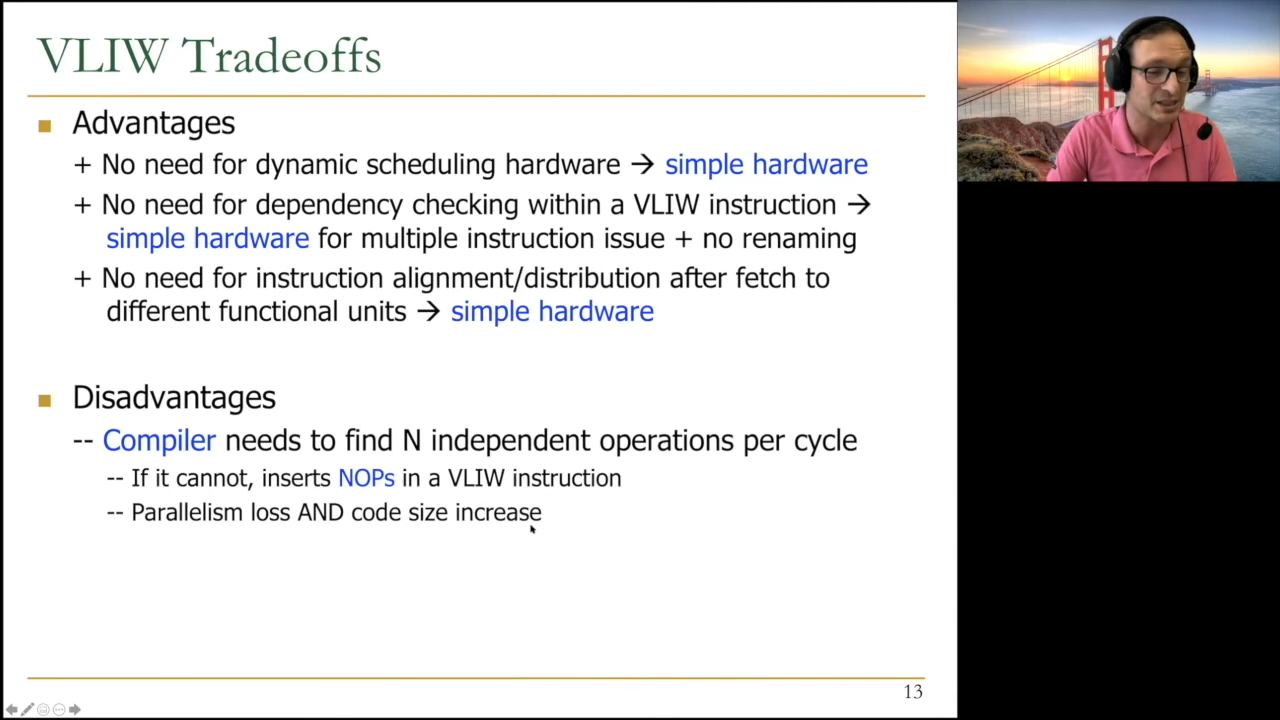 VLIW Tradeoffs
Advantages
+ No need for dynamic scheduling hardware → simple hardware
+ No need for dependency checking within a VLIW instruction →
simple hardware for multiple instruction issue + no renaming
+ No need for instruction alignment/distribution after fetch to
different functional units → simple hardware
Disadvantages
-- Compiler needs to find N independent operations per cycle
-- If it cannot, inserts NOPs in a VLIW instruction
-- Parallelism loss AND code size increase
13